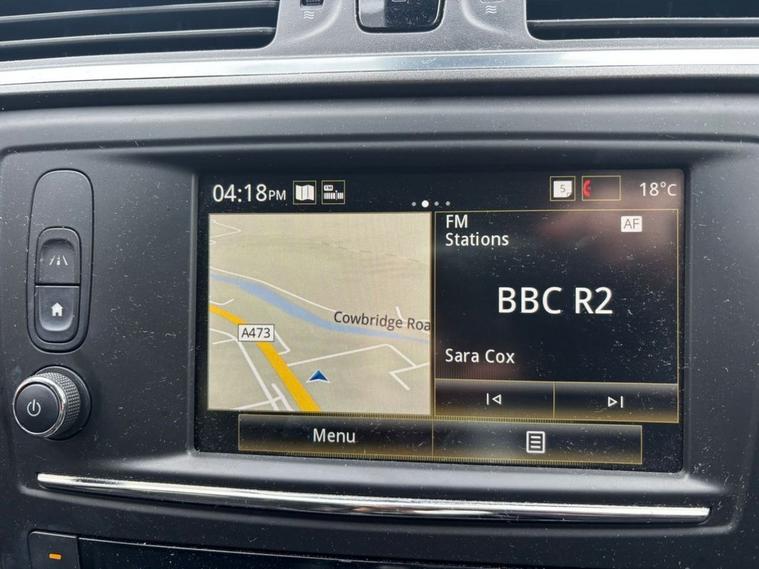 04:18PM
5
18°C
FM
Stations
AF
BBC R2
Cowbridge Roa
A473
Sara Cox
Menu